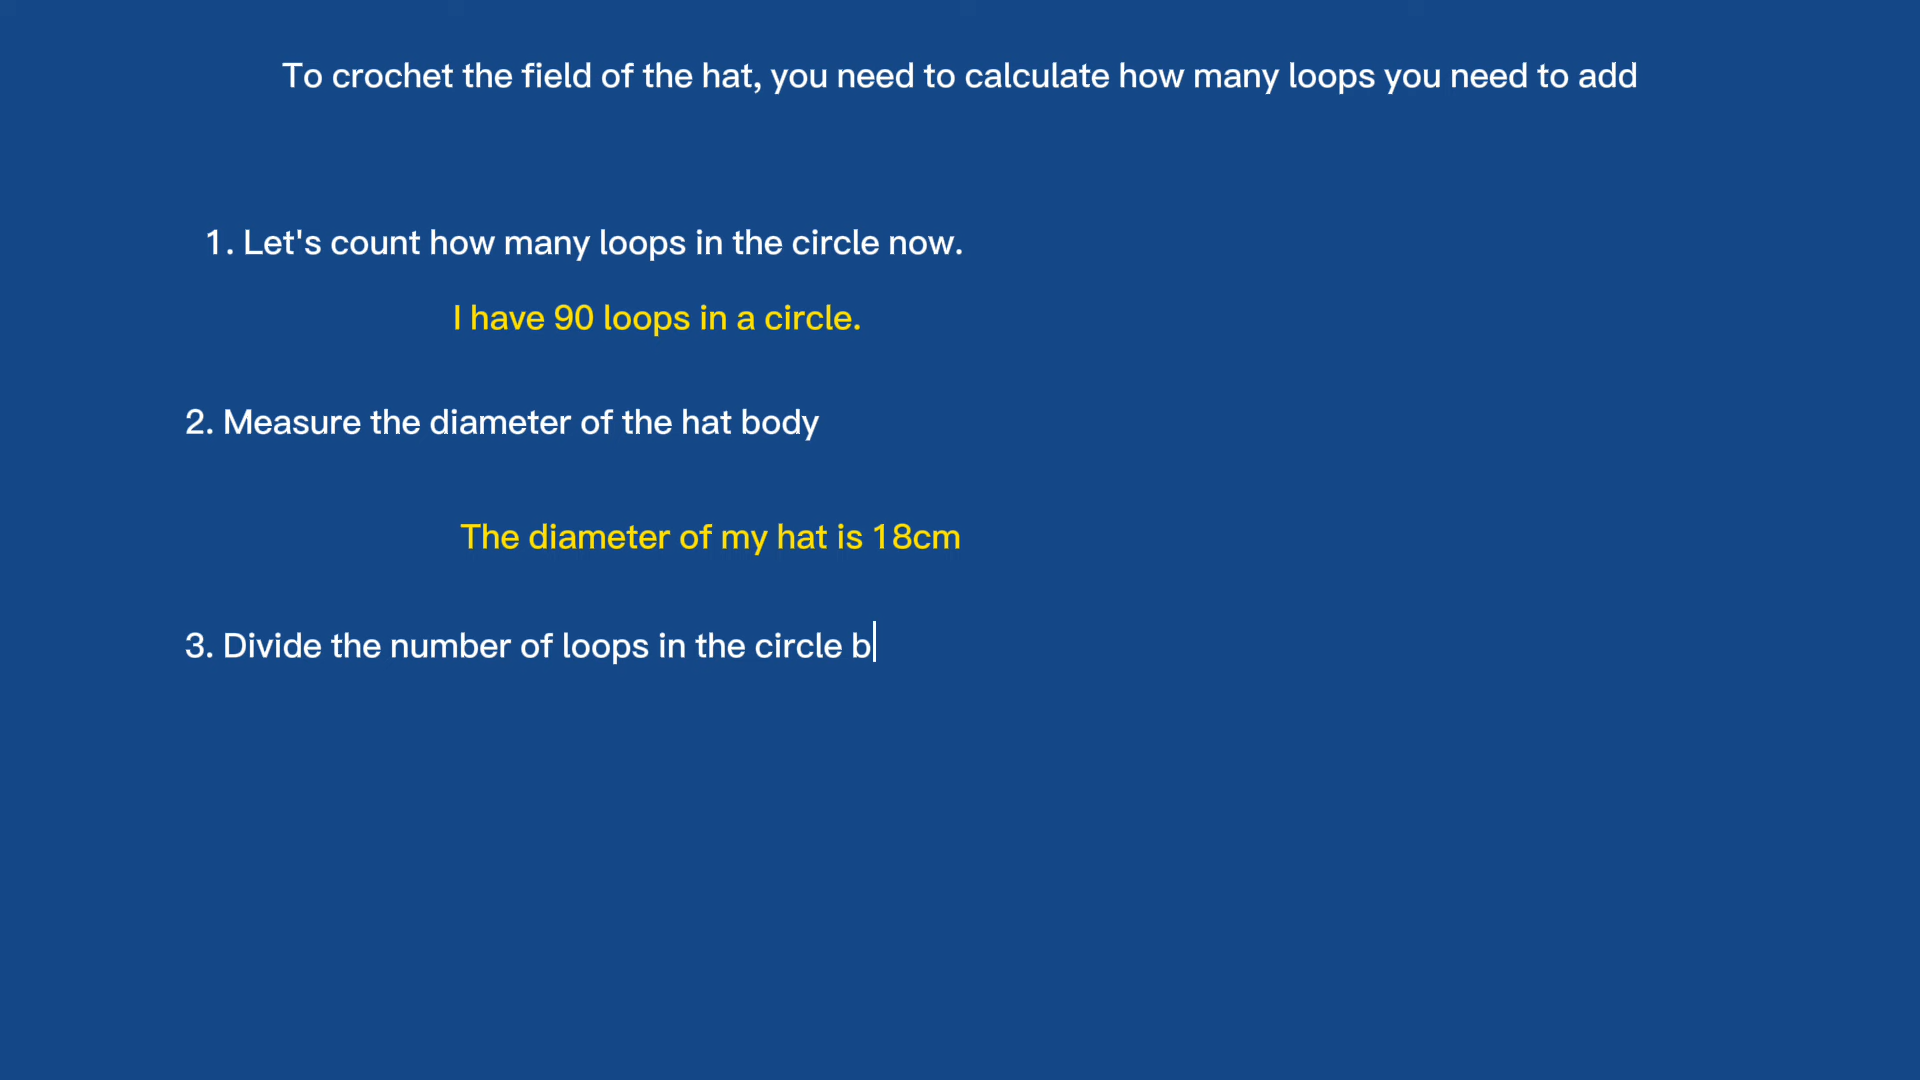 To crochet the field of the hat, you need to calculate how many loops you need to add
1. Let's count how many loops in the circle now.
I have 90 loops in a circle.
2. Measure the diameter of the hat body
The diameter of my hat is 18cm
3. Divide the number of loops in the circle b